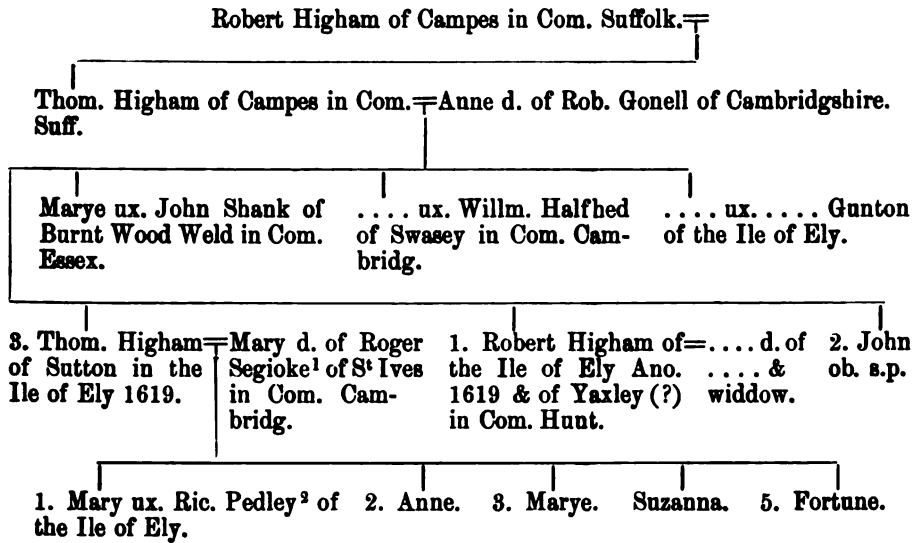 Robert Higham of Campes in Com. Suffolk.=
Thom. Higham of Campes in Com.=Anne d. of Rob. Gonell of Cambridgshire.
Suff.
Marye ux. John Shank of
Burnt Wood Weld in Com.
Essex.
.... ux. Willm. Halfhed
of Swasey in Com. Cam-
bridg.
.... ux..... Gunton
of the Ile of Ely.
3. Thom. Higham=
of Sutton in the
Ile of Ely 1619.
Mary d. of Roger
Segioke¹ of Sᵗ Ives
in Com. Cam-
bridg.
1. Robert Higham of=
the Ile of Ely Ano.
1619 & of Yaxley (?)
in Com. Hunt.
.... d. of
.... &
widdow.
2. John
ob. s.p.
1. Mary ux. Ric. Pedley² of
the Ile of Ely.
2. Anne.
3. Marye.
Suzanna.
5. Fortune.